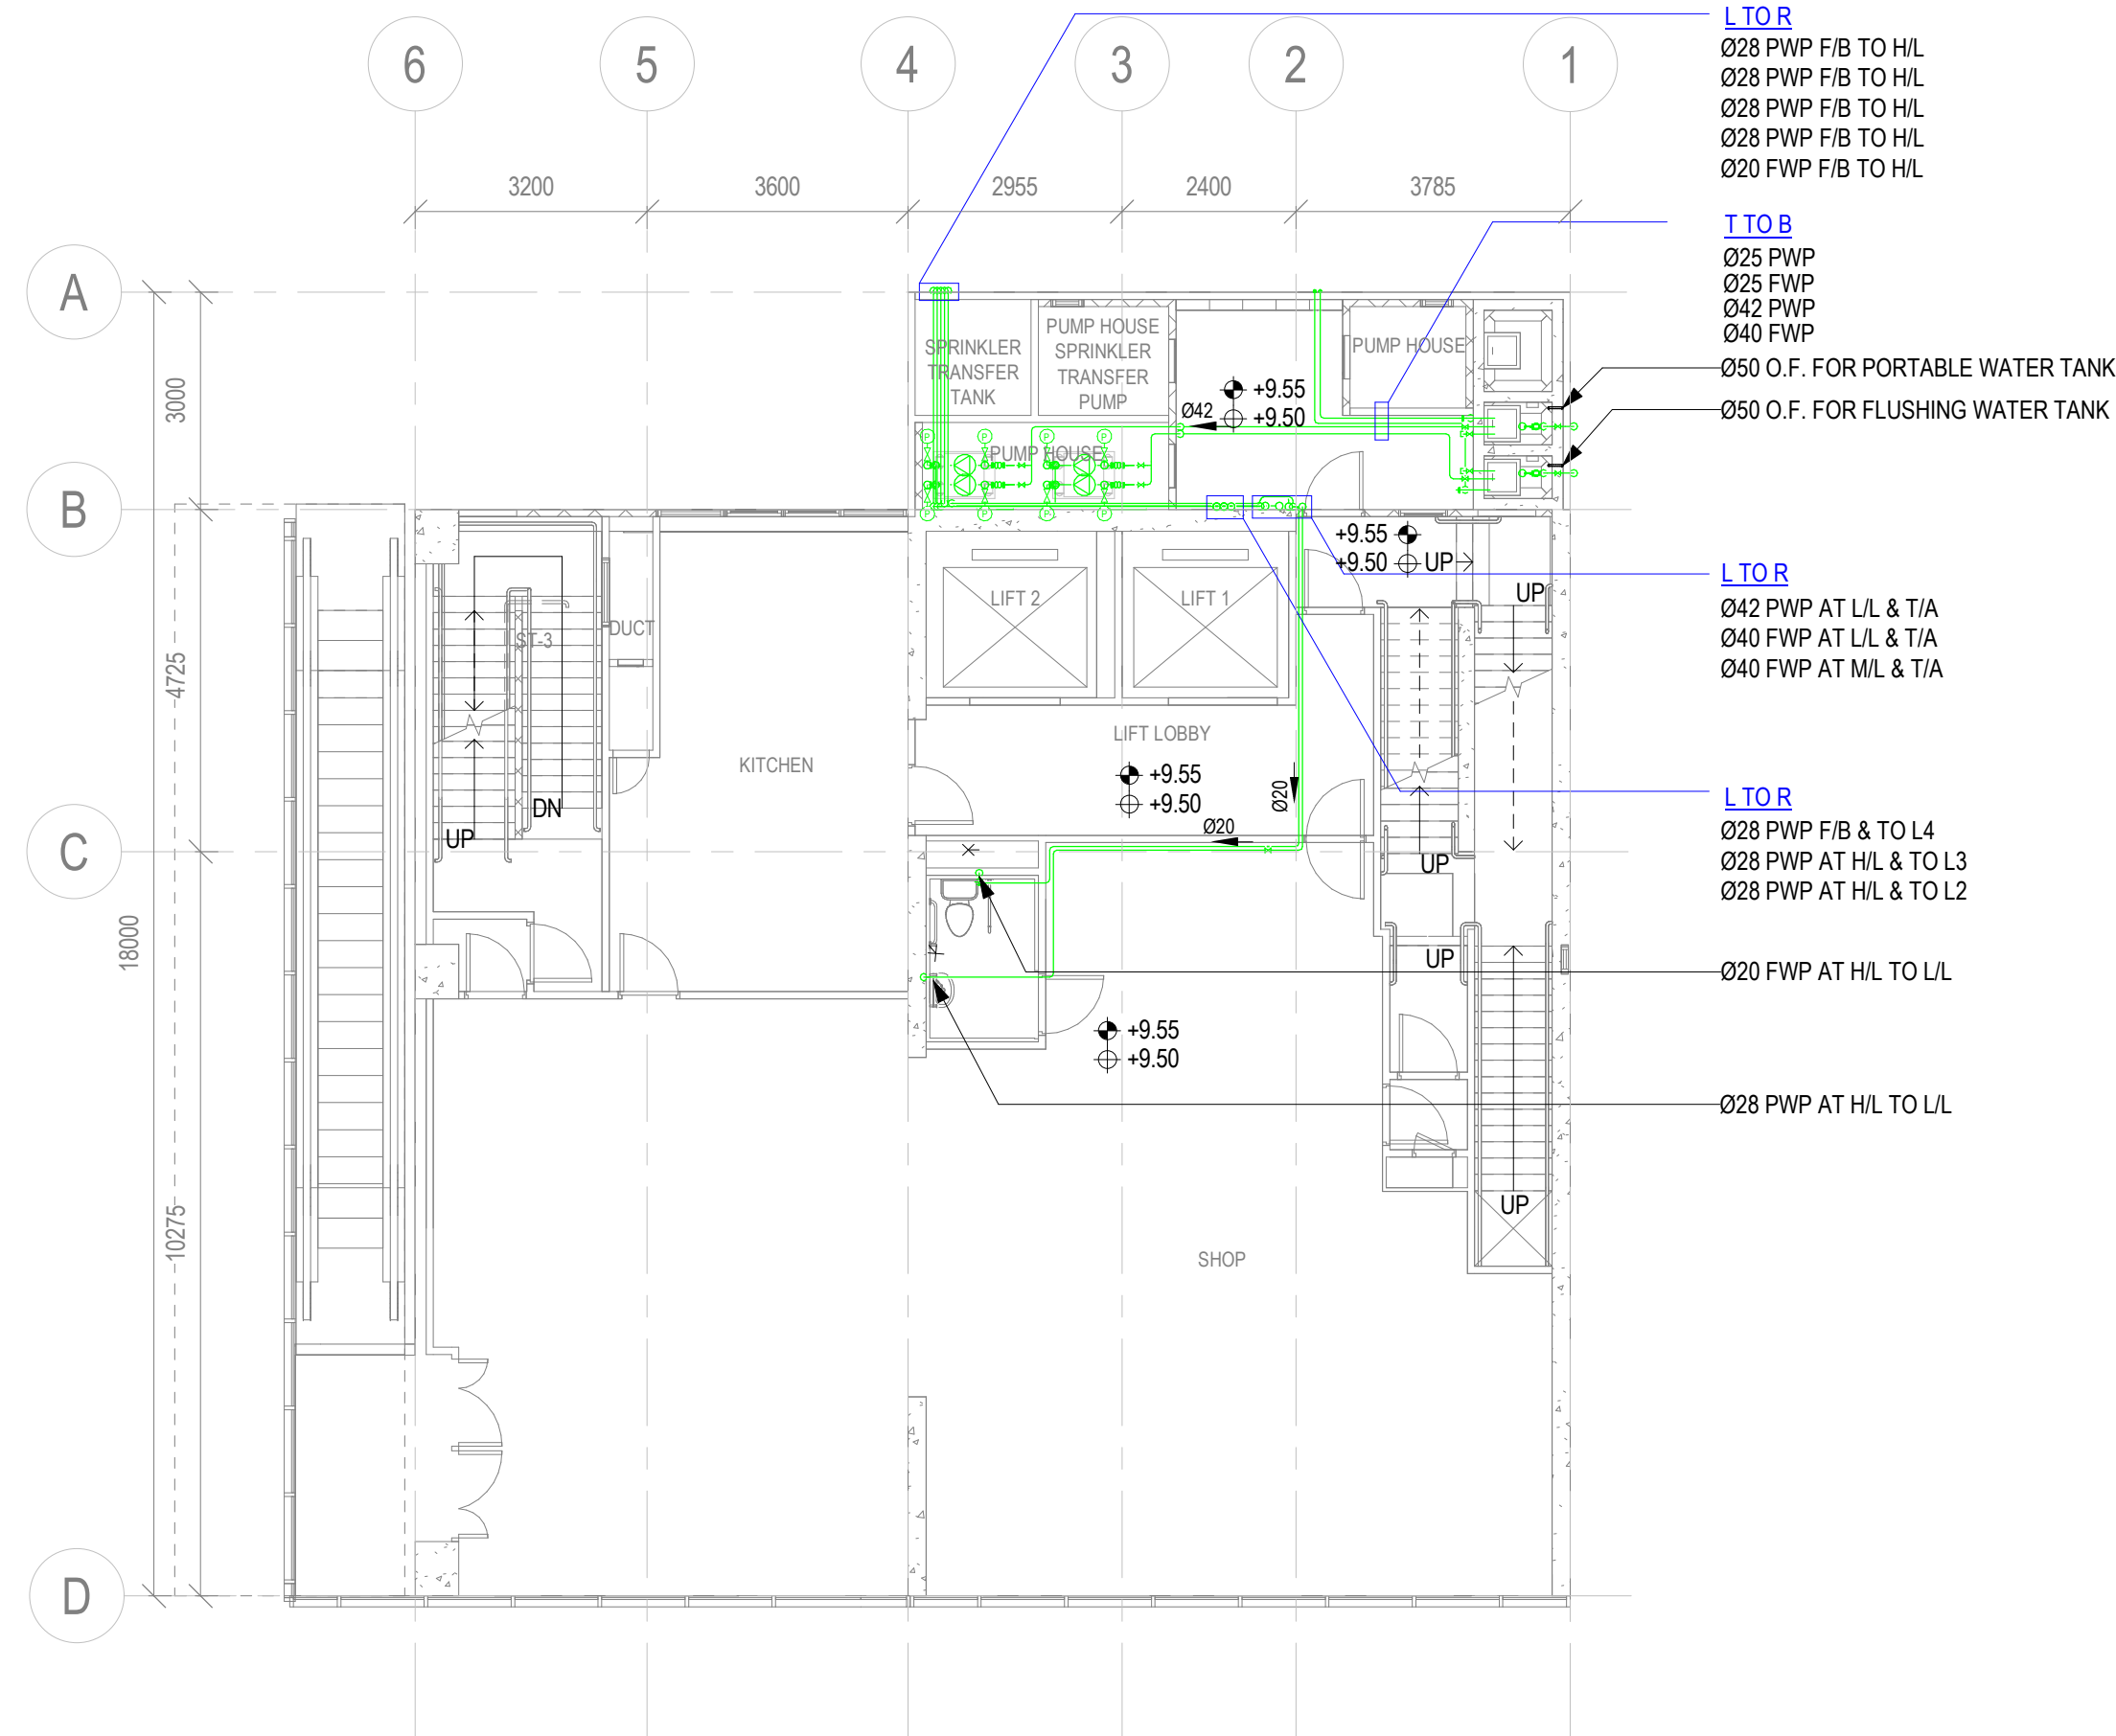 6
5
4
3
2
1
3200
3600
2955
2400
3785
A
B
C
D
3000
4725
18000
10275
L TO R
Ø28 PWP F/B TO H/L
Ø28 PWP F/B TO H/L
Ø28 PWP F/B TO H/L
Ø28 PWP F/B TO H/L
Ø20 FWP F/B TO H/L
T TO B
Ø25 PWP
Ø25 FWP
Ø42 PWP
Ø40 FWP
Ø50 O.F. FOR PORTABLE WATER TANK
Ø50 O.F. FOR FLUSHING WATER TANK
SPRINKLER
TRANSFER
TANK
PUMP HOUSE
SPRINKLER
TRANSFER
PUMP
PUMP HOUSE
+9.55
+9.50
Ø42
PUMP HOUSE
P
P
P
P
P
P
P
P
+9.55
+9.50
UP
UP
L TO R
Ø42 PWP AT L/L & T/A
Ø40 FWP AT L/L & T/A
Ø40 FWP AT M/L & T/A
LIFT 2
LIFT 1
ST-3
DUCT
KITCHEN
LIFT LOBBY
+9.55
+9.50
Ø20
Ø20
DN
UP
UP
UP
L TO R
Ø28 PWP F/B & TO L4
Ø28 PWP AT H/L & TO L3
Ø28 PWP AT H/L & TO L2
Ø20 FWP AT H/L TO L/L
+9.55
+9.50
Ø28 PWP AT H/L TO L/L
UP
SHOP